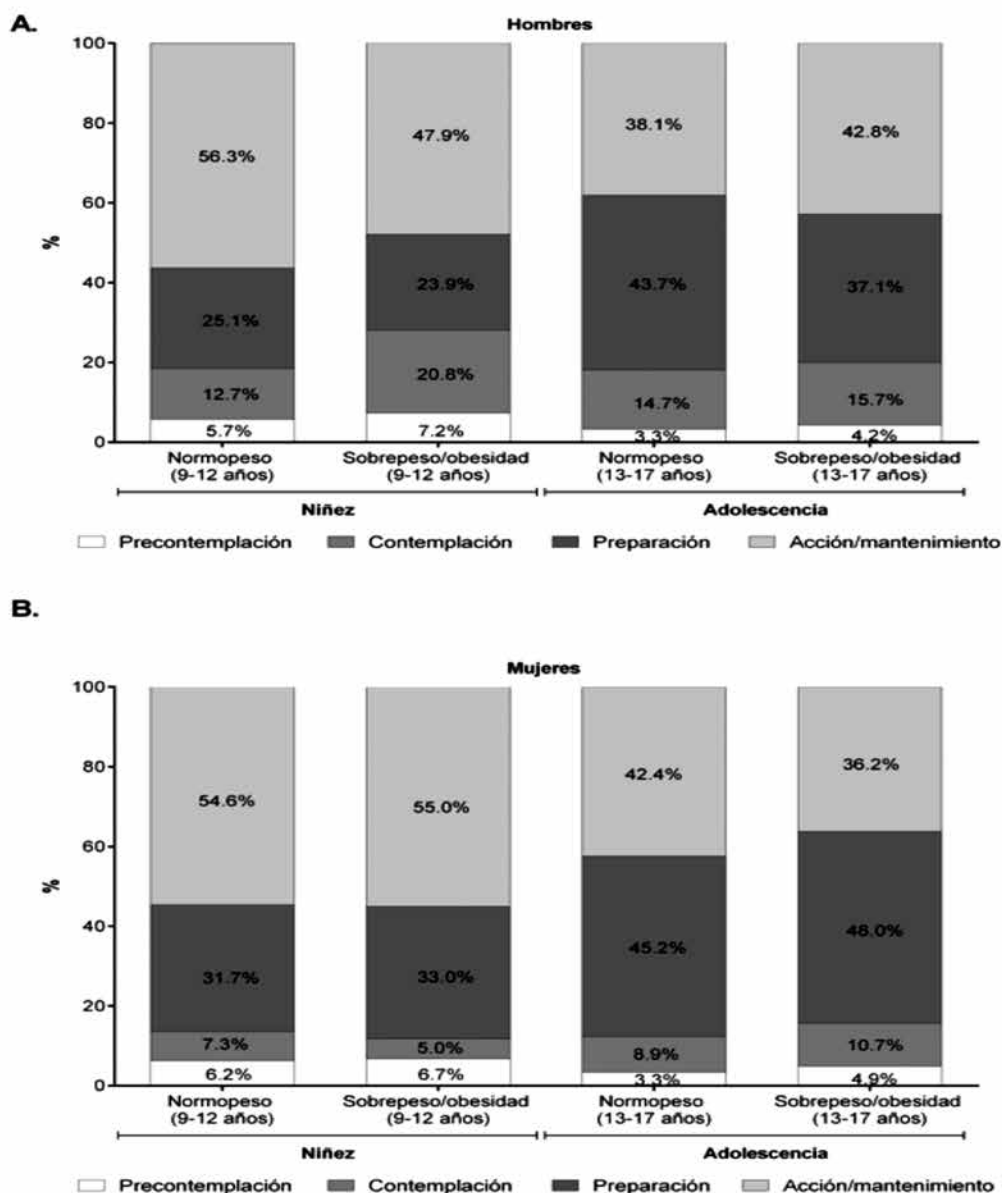 A.
Hombres
100
80
60
40
20
0
%
56.3%
47.9%
38.1%
42.8%
25.1%
23.9%
43.7%
37.1%
12.7%
20.8%
14.7%
15.7%
5.7%
7.2%
3.3%
4.2%
Normopeso
(9-12 años)
Sobrepeso/obesidad
(9-12 años)
Normopeso
(13-17 años)
Sobrepeso/obesidad
(13-17 años)
Niñez
Adolescencia
Precontemplación Contemplación Preparación Acción/mantenimiento
B.
Mujeres
100
80
60
40
20
0
%
54.6%
55.0%
42.4%
36.2%
31.7%
33.0%
45.2%
48.0%
7.3%
5.0%
8.9%
10.7%
6.2%
6.7%
3.3%
4.9%
Normopeso
(9-12 años)
Sobrepeso/obesidad
(9-12 años)
Normopeso
(13-17 años)
Sobrepeso/obesidad
(13-17 años)
Niñez
Adolescencia
Precontemplación Contemplación Preparación Acción/mantenimiento